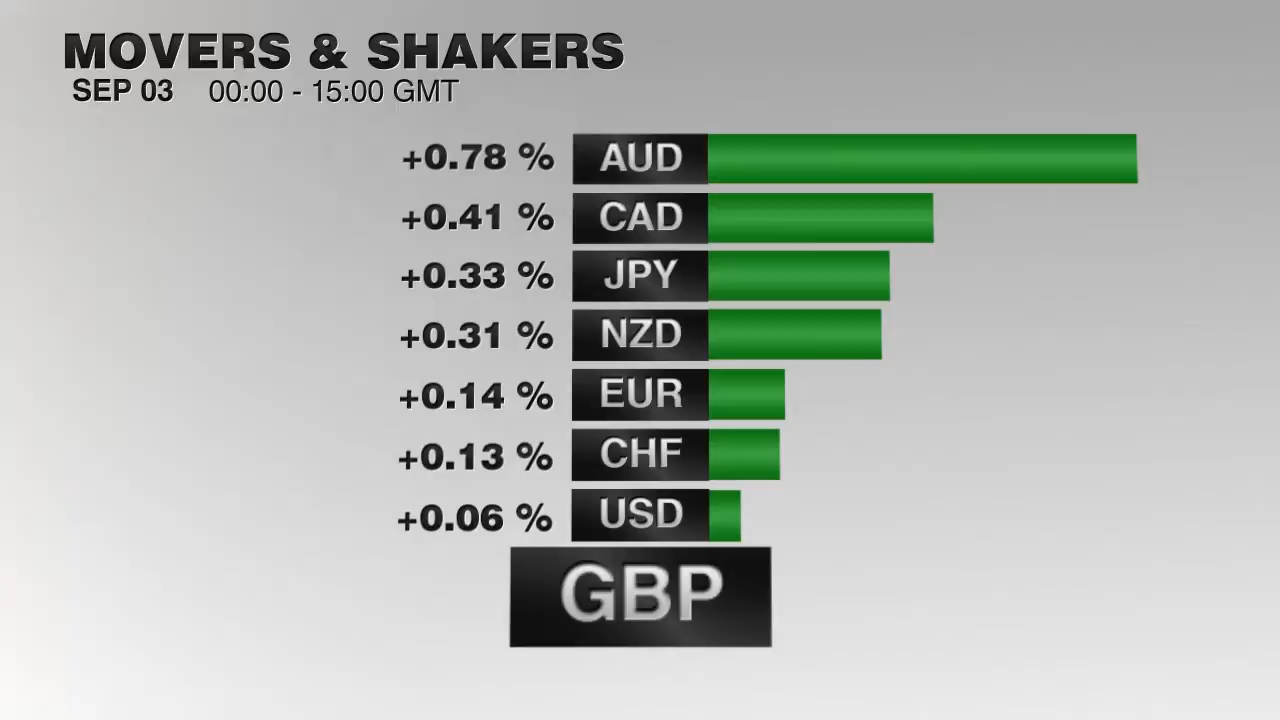 MOVERS & SHAKERS
SEP 03 00:00 - 15:00 GMT
+0.78 % AUD
+0.41 % CAD
+0.33 % JPY
+0.31 % NZD
+0.14 % EUR
+0.13 % CHF
+0.06 % USD
GBP